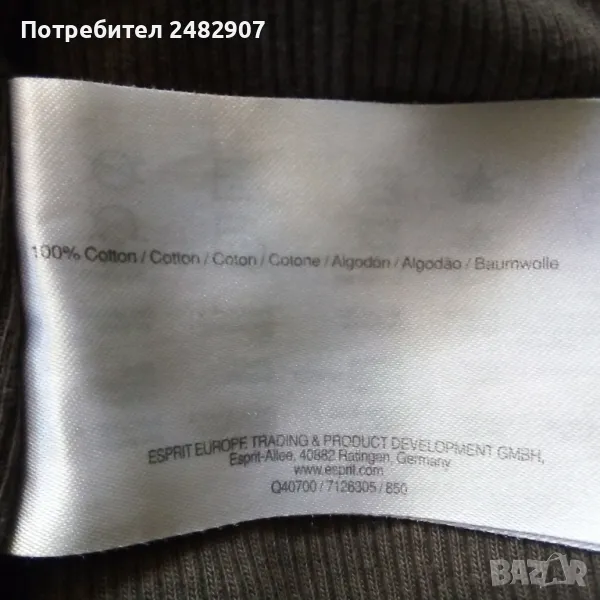 Потребител 2482907
100% Cotton / Cotton / Coton / Cotone / Algodón / Algodão / Baumwolle
ESPRIT EUROPE TRADING & PRODUCT DEVELOPMENT GMBH,
Esprit-Allee, 40882 Ratingen, Germany
www.esprit.com
Q40700 / 7126305 / 850
BAZAR